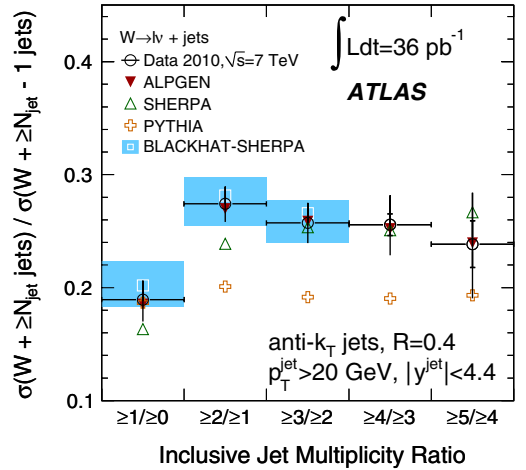 W→lν + jets
Data 2010,√s=7 TeV
ALPGEN
SHERPA
PYTHIA
BLACKHAT-SHERPA
∫Ldt=36 pb⁻¹
ATLAS
σ(W + ≥N_jet jets) / σ(W + ≥N_jet - 1 jets)
0.4
0.3
0.2
0.1
anti-k_T jets, R=0.4
p_T^jet>20 GeV, |y^jet|<4.4
≥1/≥0 ≥2/≥1 ≥3/≥2 ≥4/≥3 ≥5/≥4
Inclusive Jet Multiplicity Ratio